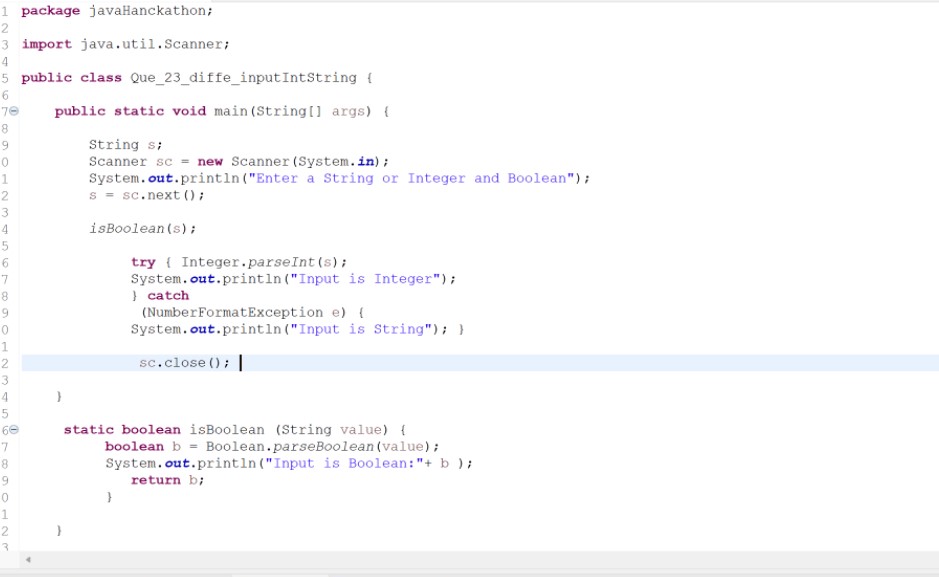 1 package javaHanckathon;
2
3 import java.util.Scanner;
4
5 public class Que_23_diffe_inputIntString {
6
7 public static void main(String[] args) {
8
9 String s;
0 Scanner sc = new Scanner(System.in);
1 System.out.println("Enter a String or Integer and Boolean");
2 s = sc.next();
3
4 isBoolean(s);
5
6 try { Integer.parseInt(s);
7 System.out.println("Input is Integer");
8 } catch
9 (NumberFormatException e) {
0 System.out.println("Input is String"); }
1
2 sc.close();
3
4 }
5
6 static boolean isBoolean (String value) {
7 boolean b = Boolean.parseBoolean(value);
8 System.out.println("Input is Boolean:"+ b );
9 return b;
0 }
1
2 }
3